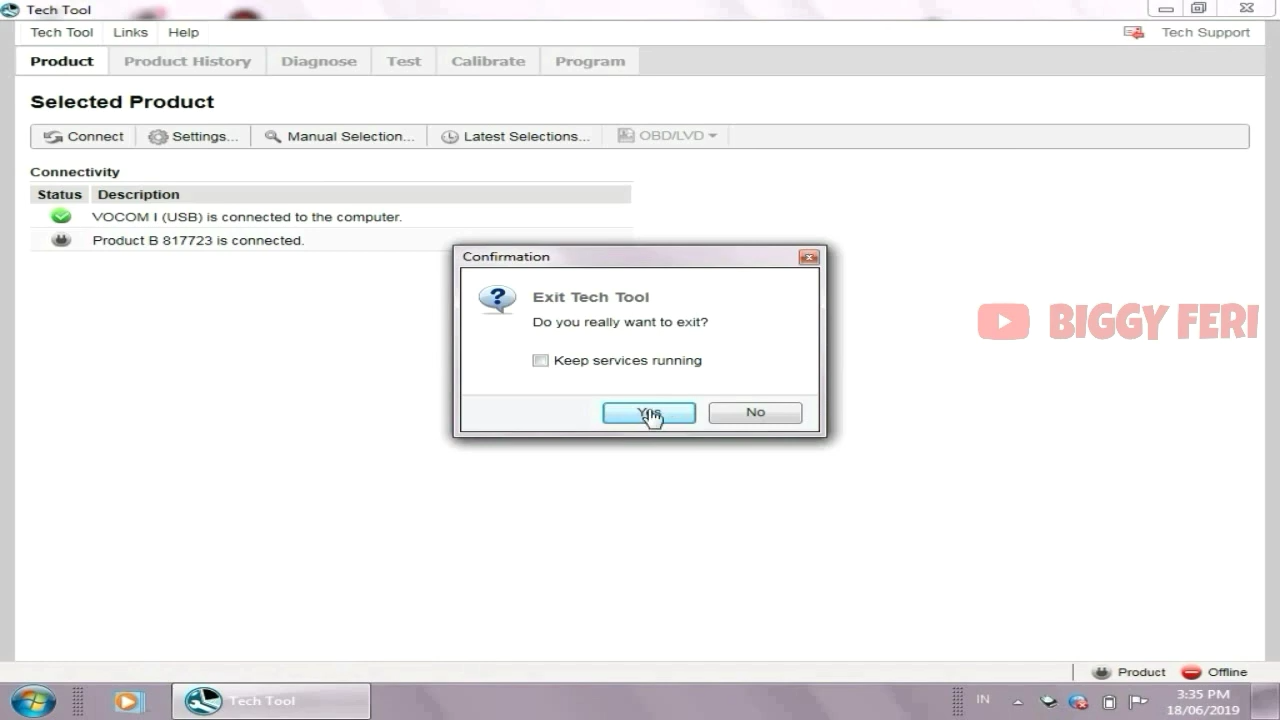 Tech Tool
Tech Tool Links Help Tech Support
Product Product History Diagnose Test Calibrate Program
Selected Product
Connect Settings... Manual Selection... Latest Selections... OBD/LVD
Connectivity
Status Description
VOCOM I (USB) is connected to the computer.
Product B 817723 is connected.
Confirmation
Exit Tech Tool
Do you really want to exit?
Keep services running
Yes No
BIGGY FERI
Product Offline
Tech Tool IN 3:35 PM
18/06/2019